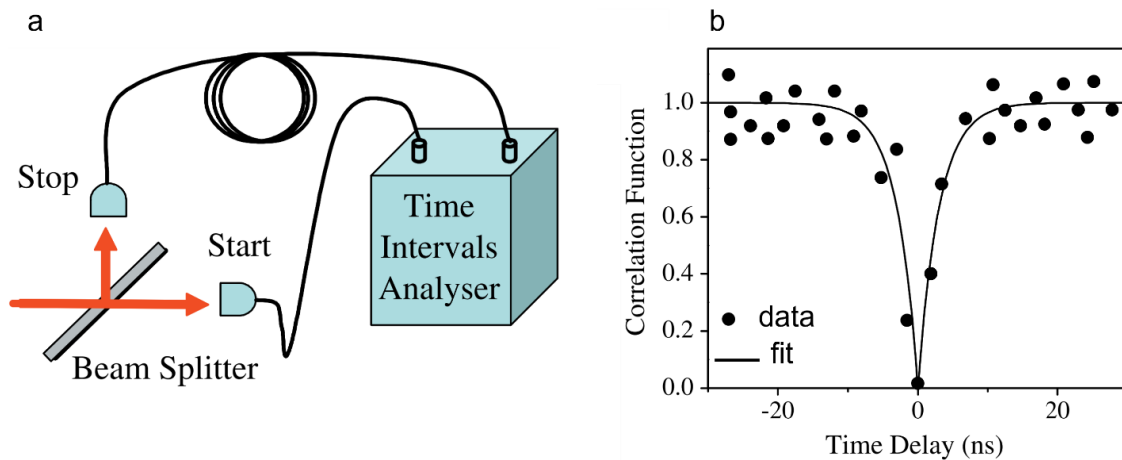 a
Stop
Start
Beam Splitter
Time
Intervals
Analyser
b
Correlation Function
1.0
0.8
0.6
0.4
0.2
0.0
data
fit
-20
0
20
Time Delay (ns)